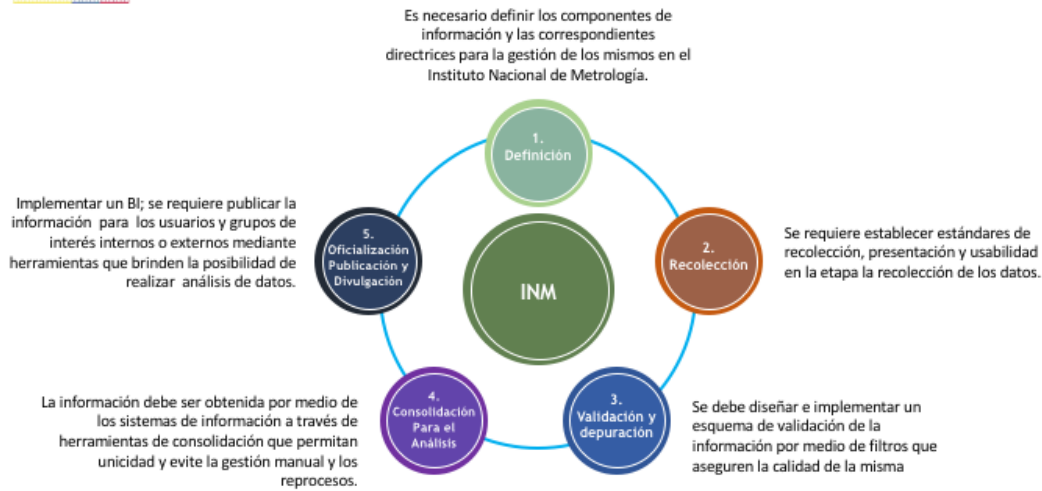 Es necesario definir los componentes de
información y las correspondientes
directrices para la gestión de los mismos en el
Instituto Nacional de Metrología.
1.
Definición
2.
Recolección
Se requiere establecer estándares de
recolección, presentación y usabilidad
en la etapa la recolección de los datos.
INM
3.
Validación y
depuración
Se debe diseñar e implementar un
esquema de validación de la
información por medio de filtros que
aseguren la calidad de la misma
4.
Consolidación
Para el
Análisis
La información debe ser obtenida por medio de
los sistemas de información a través de
herramientas de consolidación que permitan
unicidad y evite la gestión manual y los
reprocesos.
5.
Oficialización
Publicación y
Divulgación
Implementar un BI; se requiere publicar la
información para los usuarios y grupos de
interés internos o externos mediante
herramientas que brinden la posibilidad de
realizar análisis de datos.